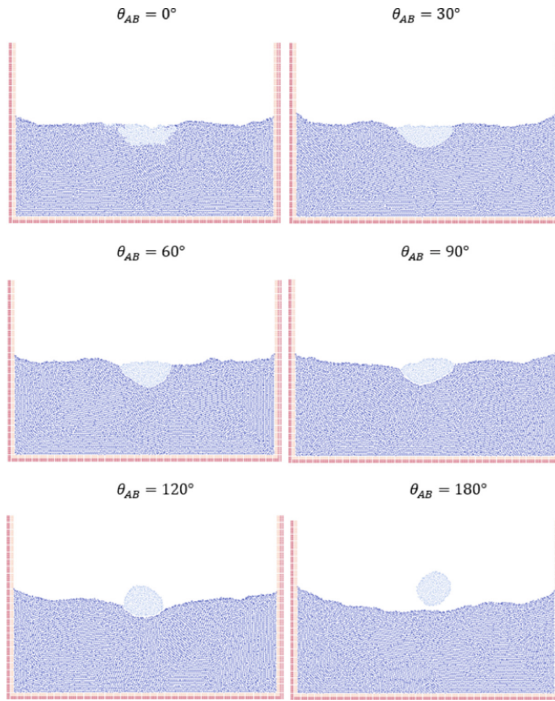 θ_AB = 0°
θ_AB = 30°
θ_AB = 60°
θ_AB = 90°
θ_AB = 120°
θ_AB = 180°